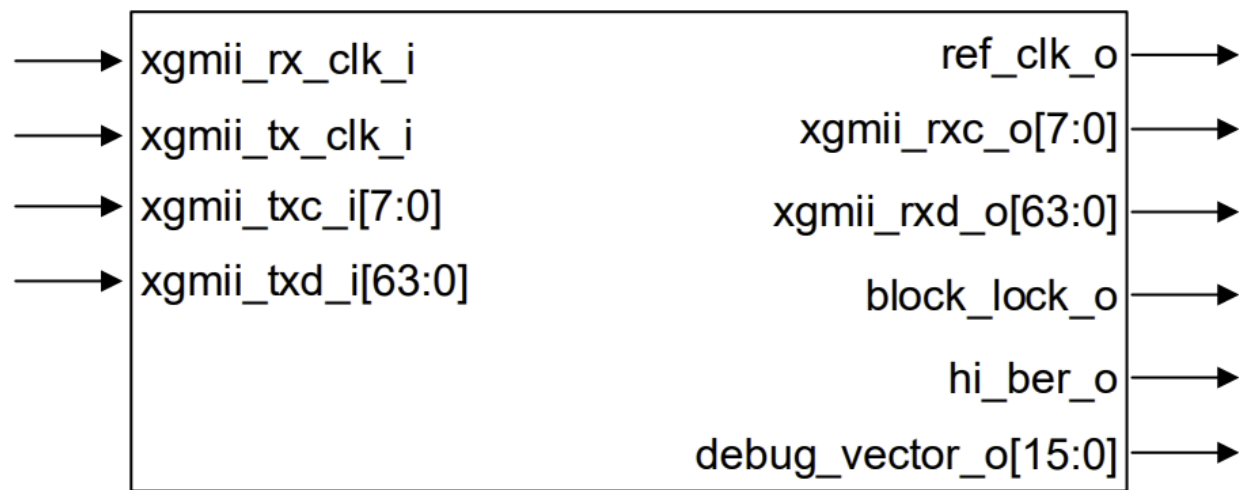 xgmii_rx_clk_i
xgmii_tx_clk_i
xgmii_txc_i[7:0]
xgmii_txd_i[63:0]
ref_clk_o
xgmii_rxc_o[7:0]
xgmii_rxd_o[63:0]
block_lock_o
hi_ber_o
debug_vector_o[15:0]